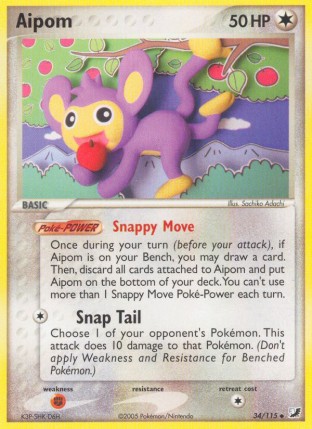 Aipom 50 HP
Illus. Sachiko Adachi
BASIC
Poké-POWER Snappy Move
Once during your turn (before your attack), if
Aipom is on your Bench, you may draw a card.
Then, discard all cards attached to Aipom and put
Aipom on the bottom of your deck. You can't use
more than 1 Snappy Move Poké-Power each turn.
Snap Tail
Choose 1 of your opponent's Pokémon. This
attack does 10 damage to that Pokémon. (Don't
apply Weakness and Resistance for Benched
Pokémon.)
weakness resistance retreat cost
©2005 Pokémon/Nintendo 34/115